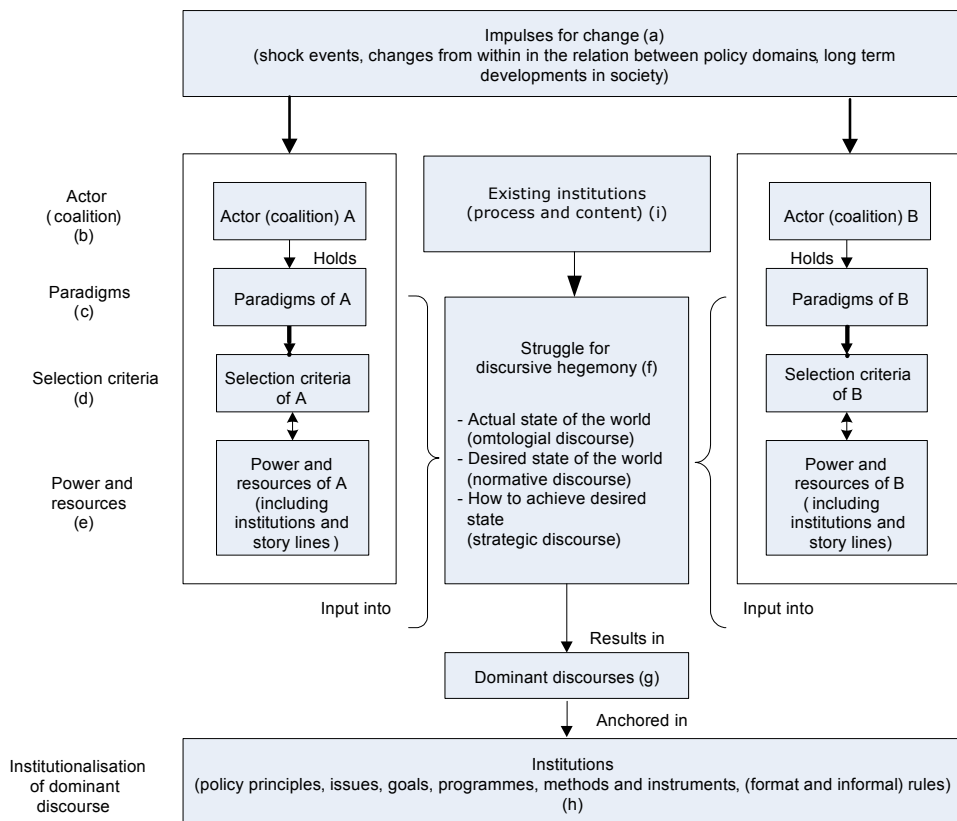 Impulses for change (a)
(shock events, changes from within in the relation between policy domains, long term
developments in society)
Actor
(coalition)
(b)
Actor (coalition) A
Existing institutions
(process and content) (i)
Actor (coalition) B
Holds
Holds
Paradigms
(c)
Paradigms of A
Paradigms of B
Struggle for
discursive hegemony (f)
- Actual state of the world
(omtologial discourse)
- Desired state of the world
(normative discourse)
- How to achieve desired
state
(strategic discourse)
Selection criteria
(d)
Selection criteria
of A
Selection criteria
of B
Power and
resources
(e)
Power and
resources of A
(including
institutions and
story lines )
Power and
resources of B
( including
institutions and
story lines)
Input into
Input into
Results in
Dominant discourses (g)
Anchored in
Institutionalisation
of dominant
discourse
Institutions
(policy principles, issues, goals, programmes, methods and instruments, (format and informal) rules)
(h)